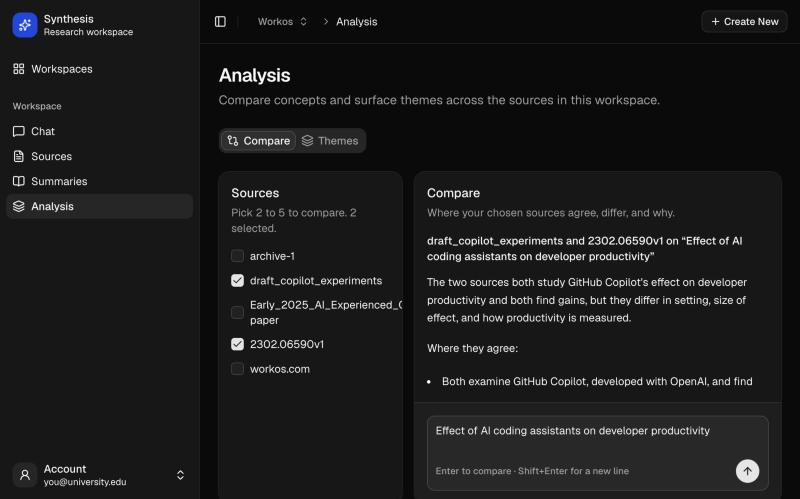 Synthesis
Research workspace
Workspaces
Workspace
Chat
Sources
Summaries
Analysis
Account
you@university.edu
Workos > Analysis
+ Create New
Analysis
Compare concepts and surface themes across the sources in this workspace.
Compare Themes
Sources
Pick 2 to 5 to compare. 2
selected.
archive-1
draft_copilot_experiments
Early_2025_AI_Experienced_
paper
2302.06590v1
workos.com
Compare
Where your chosen sources agree, differ, and why.
draft_copilot_experiments and 2302.06590v1 on “Effect of AI
coding assistants on developer productivity”
The two sources both study GitHub Copilot’s effect on developer
productivity and both find gains, but they differ in setting, size of
effect, and how productivity is measured.
Where they agree:
• Both examine GitHub Copilot, developed with OpenAI, and find
Effect of AI coding assistants on developer productivity
Enter to compare · Shift+Enter for a new line